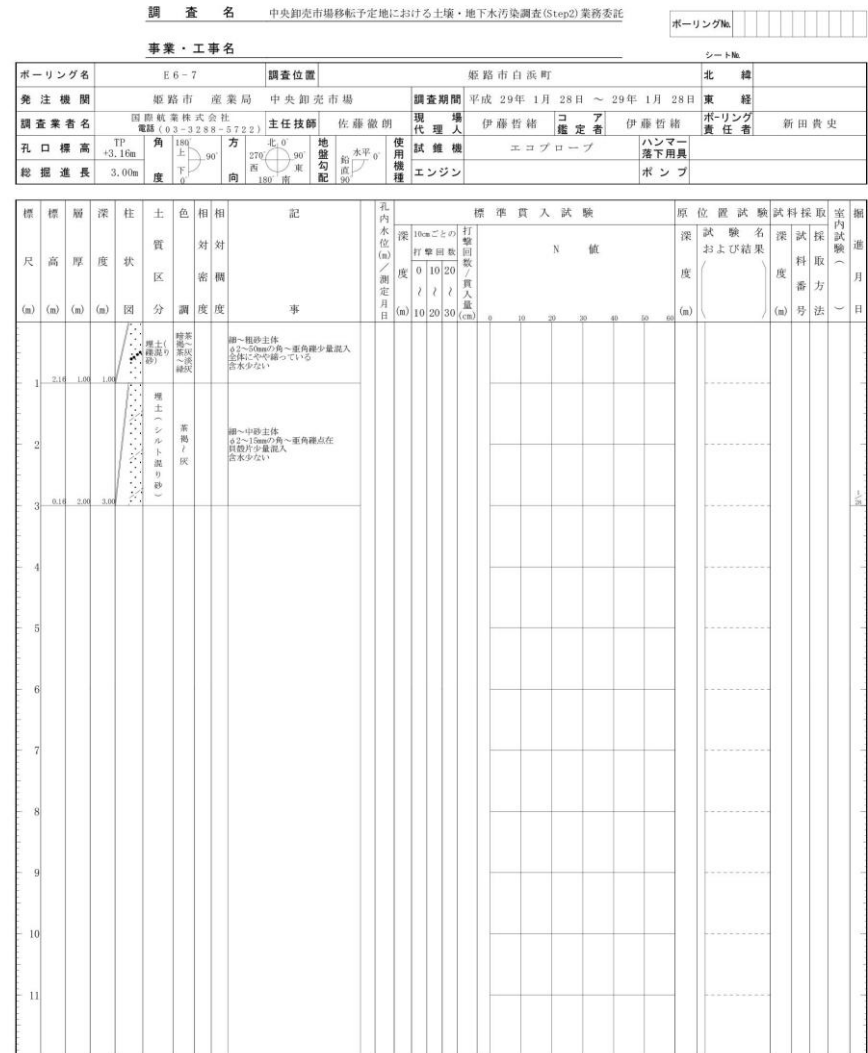 調査名 中央卸売市場移転予定地における土壌・地下水汚染調査(Step2)業務委託
ボーリングNo.
事業・工事名
シートNo.
ボーリング名 E6-7 調査位置 姫路市白浜町 北緯
発注機関 姫路市 産業局 中央卸売市場 調査期間 平成 29年 1月 28日 ～ 29年 1月 28日 東経
調査業者名 国際航業株式会社 電話(03-3288-5722) 主任技師 佐藤徹朗 現場代理人 伊藤哲緒 コア鑑定者 伊藤哲緒 ボーリング責任者 新田貴史
孔口標高 TP +3.16m 角度 180° 上 90° 下 0° 方向 北 0° 270° 西 90° 東 180° 南 地盤勾配 水平 0° 鉛直 90° 使用機種 試錐機 エコプローブ ハンマー落下用具
総掘進長 3.00m エンジン ポンプ
標尺(m) 標高(m) 層厚(m) 深度(m) 柱状図 土質区分 色調 相対密度 相対稠度 記事 孔内水位(m)/測定月日 標準貫入試験 原位置試験 試料採取 室内試験( ) 掘進月日
深度(m) 10cmごとの打撃回数 打撃回数/貫入量(cm) N値 深度(m) 試験名および結果 深度(m) 試料番号 採取方法
0 10 20
～ ～ ～
10 20 30
0 10 20 30 40 50 60
埋土(礫混り砂)
暗茶褐～茶灰～淡緑灰
細～粗砂主体
φ2～50mmの角～亜角礫少量混入
全体にやや締っている
含水少ない
1 2.16 1.00 1.00
埋土(シルト混り砂)
茶褐～灰
細～中砂主体
φ2～15mmの角～亜角礫点在
貝殻片少量混入
含水少ない
2
3 0.16 2.00 3.00
1/28
4
5
6
7
8
9
10
11